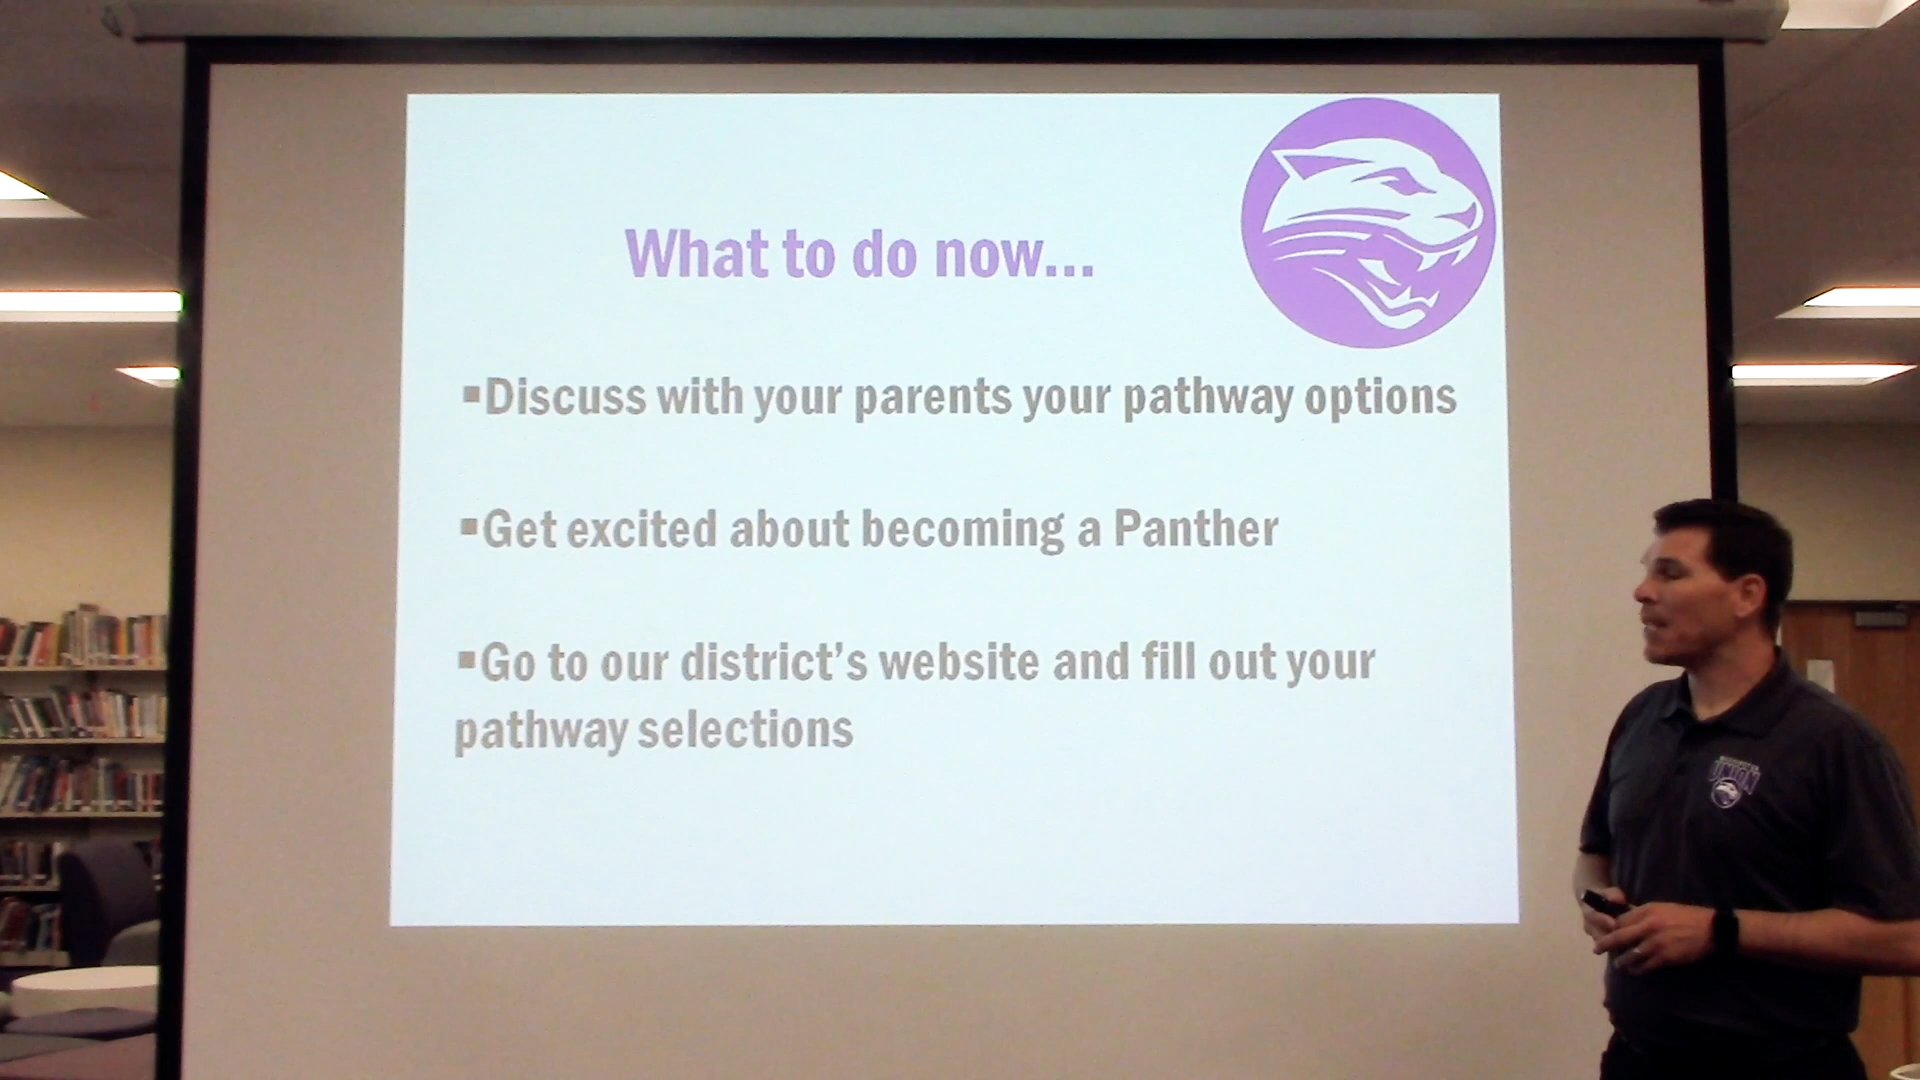 What to do now...
▪Discuss with your parents your pathway options
▪Get excited about becoming a Panther
▪Go to our district’s website and fill out your
pathway selections
UNION